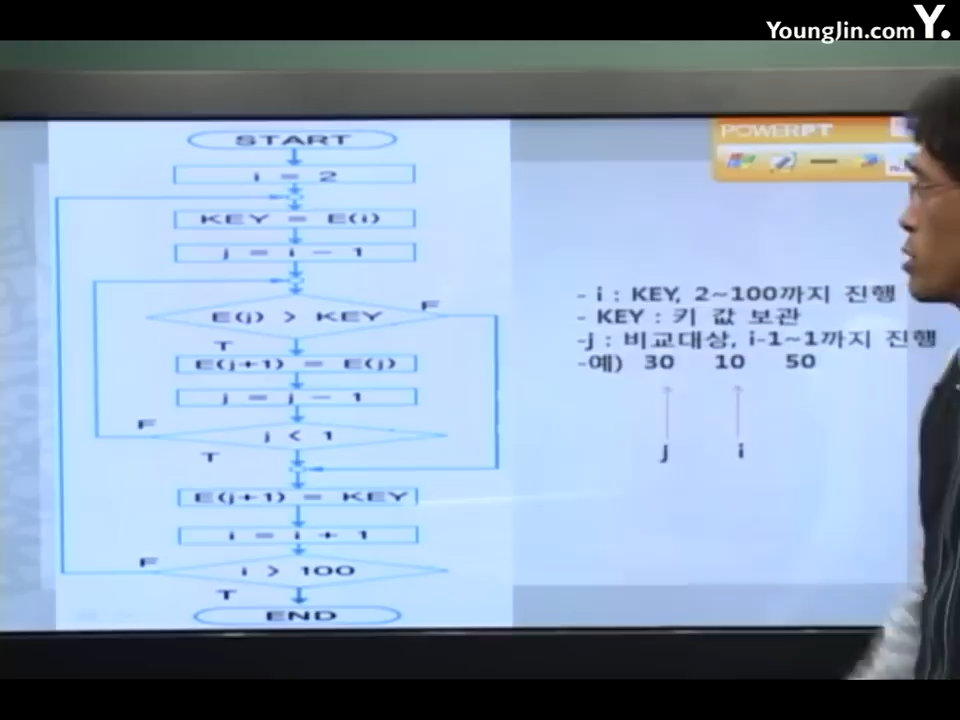 YoungJin.com Y.
POWERPT
START
i = 2
KEY = E(i)
j = i - 1
E(j) > KEY
F
T
E(j+1) = E(j)
j = j - 1
F
j < 1
T
E(j+1) = KEY
i = i + 1
F
i > 100
T
END
- i : KEY, 2~100까지 진행
- KEY : 키 값 보관
-j : 비교대상, i-1~1까지 진행
-예) 30 10 50
j i